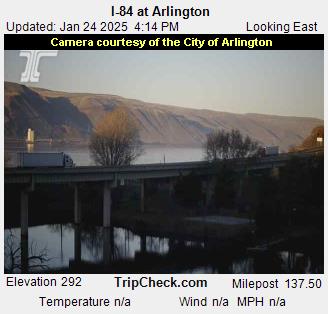 I-84 at Arlington
Updated: Jan 24 2025 4:14 PM Looking East
Camera courtesy of the City of Arlington
Elevation 292 TripCheck.com Milepost 137.50
Temperature n/a Wind n/a MPH n/a